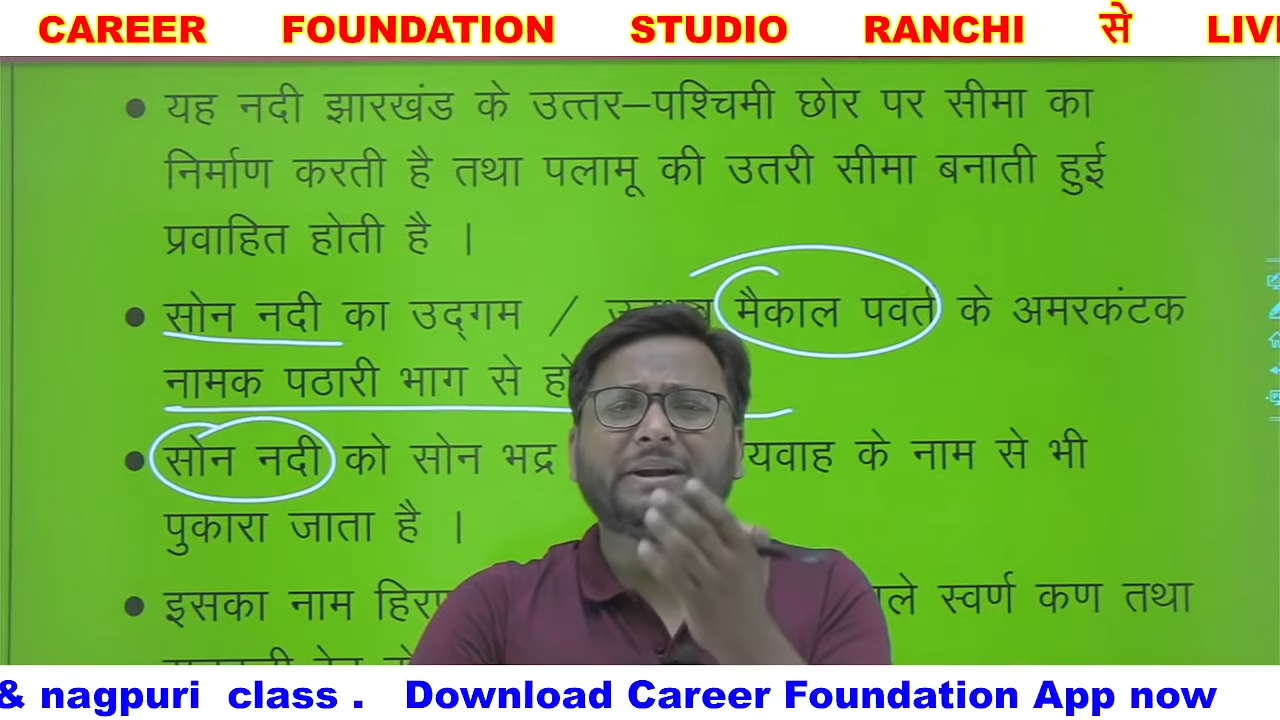 CAREER FOUNDATION STUDIO RANCHI से LIVE
यह नदी झारखंड के उत्तर–पश्चिमी छोर पर सीमा का
निर्माण करती है तथा पलामू की उतरी सीमा बनाती हुई
प्रवाहित होती है ।
सोन नदी का उद्गम / मैकाल पवर्त के अमरकंटक
नामक पठारी भाग से
सोन नदी को सोन भद्र के नाम से भी
पुकारा जाता है ।
इसका नाम स्वर्ण कण तथा
& nagpuri class . Download Career Foundation App now